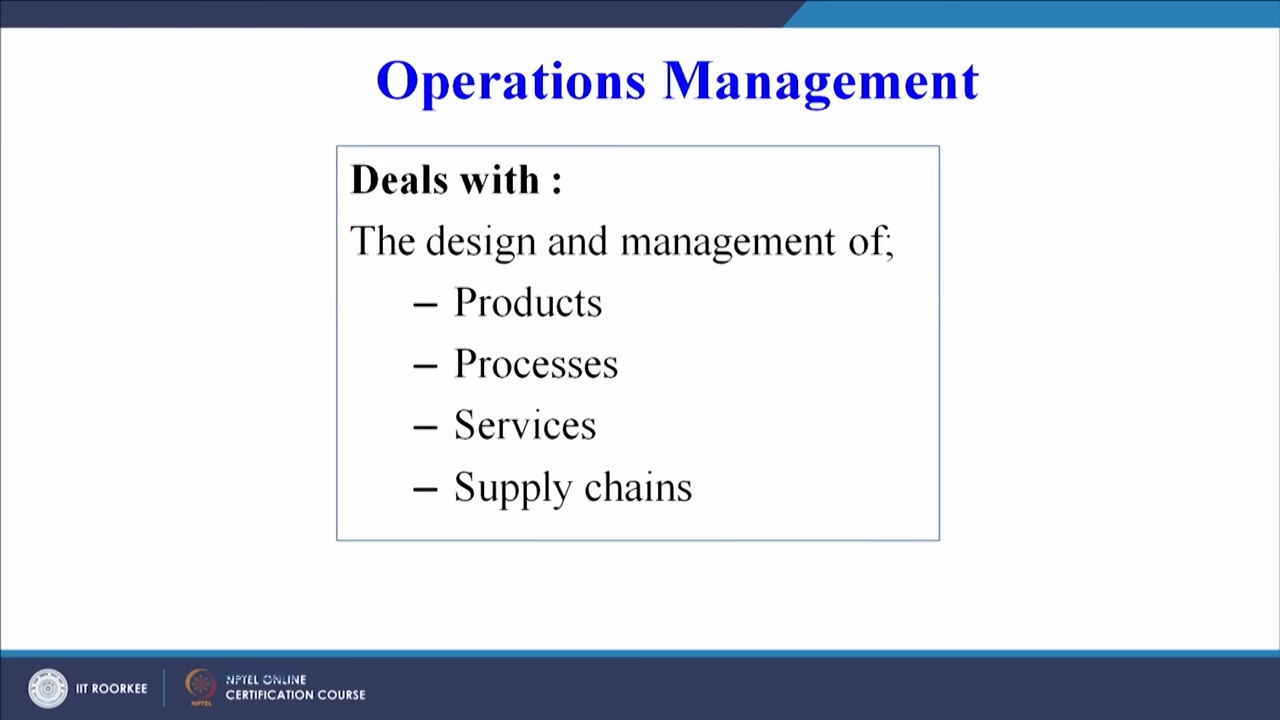 Operations Management
Deals with :
The design and management of;
– Products
– Processes
– Services
– Supply chains
IIT ROORKEE
NPTEL
NPTEL ONLINE
CERTIFICATION COURSE